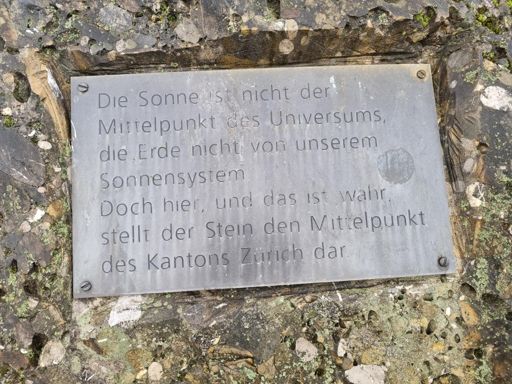 Die Sonne ist nicht der
Mittelpunkt des Universums,
die Erde nicht von unserem
Sonnensystem
Doch hier, und das ist wahr,
stellt der Stein den Mittelpunkt
des Kantons Zürich dar.